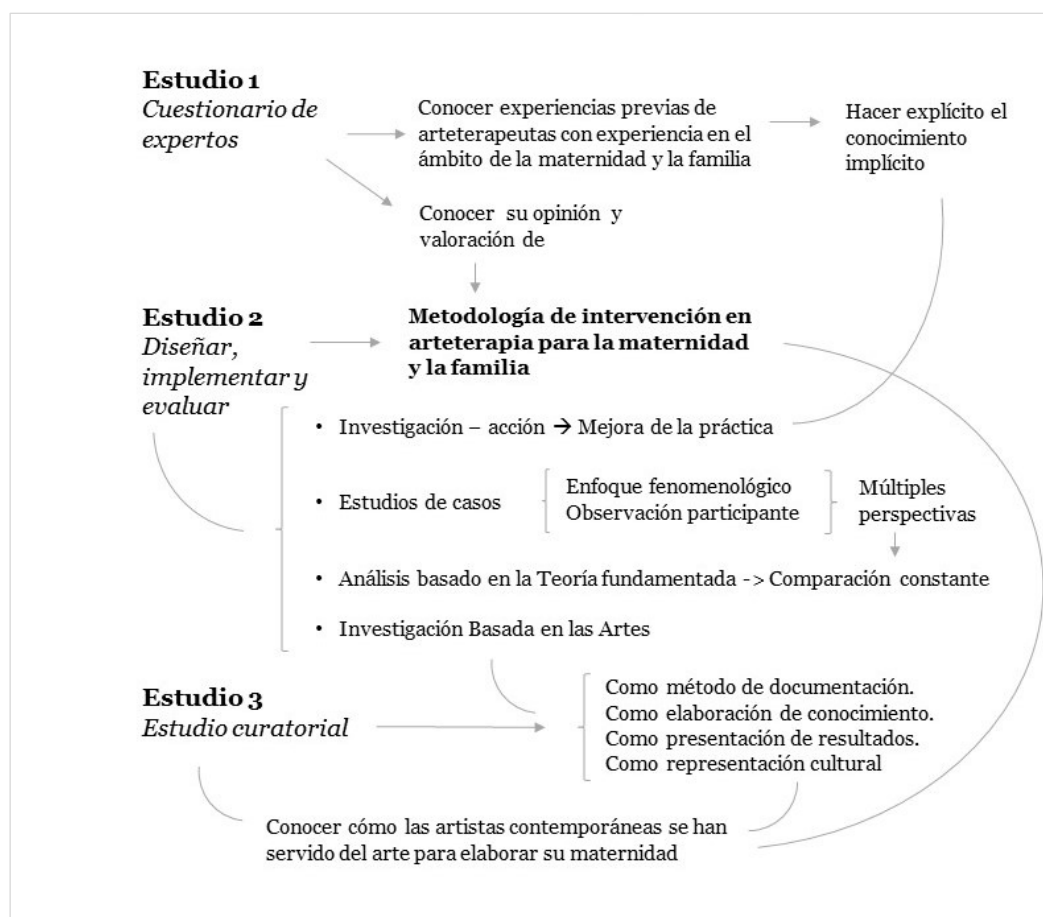 Estudio 1
Cuestionario de
expertos
Conocer experiencias previas de
arteterapeutas con experiencia en el
ámbito de la maternidad y la familia
Hacer explícito el
conocimiento
implícito
Conocer su opinión y
valoración de
Estudio 2
Diseñar,
implementar y
evaluar
Metodología de intervención en
arteterapia para la maternidad
y la familia
• Investigación – acción → Mejora de la práctica
• Estudios de casos
Enfoque fenomenológico
Observación participante
Múltiples
perspectivas
• Análisis basado en la Teoría fundamentada -> Comparación constante
• Investigación Basada en las Artes
Estudio 3
Estudio curatorial
Como método de documentación.
Como elaboración de conocimiento.
Como presentación de resultados.
Como representación cultural
Conocer cómo las artistas contemporáneas se han
servido del arte para elaborar su maternidad